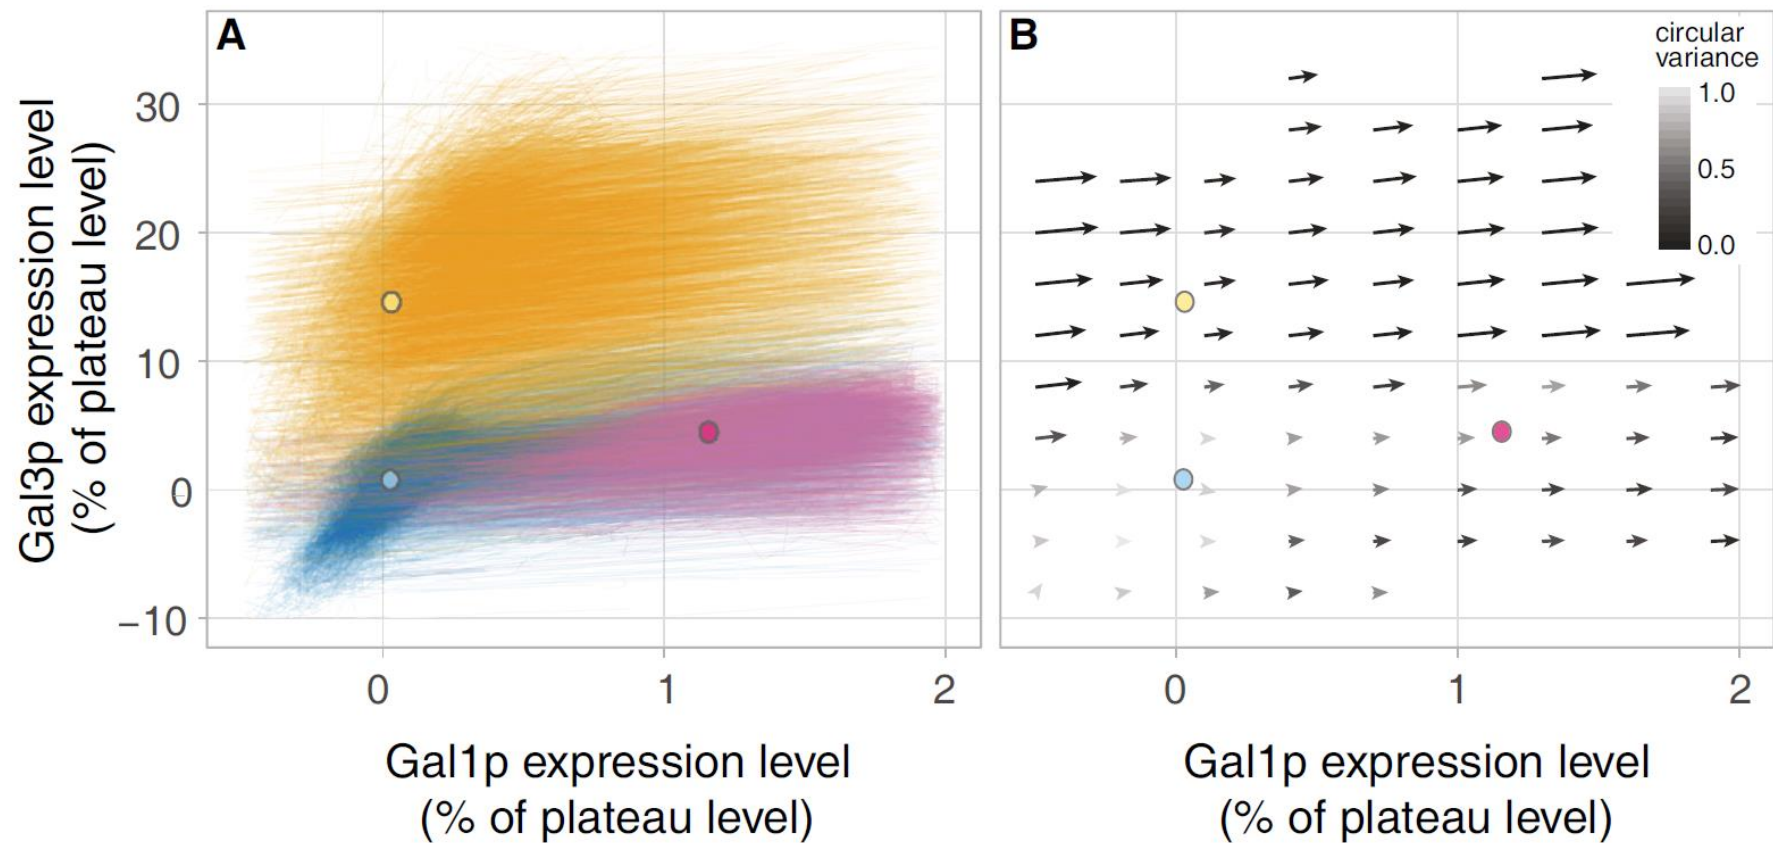 A
B
circular
variance
1.0
0.5
0.0
Gal3p expression level
(% of plateau level)
30
20
10
0
−10
0
1
2
0
1
2
Gal1p expression level
(% of plateau level)
Gal1p expression level
(% of plateau level)